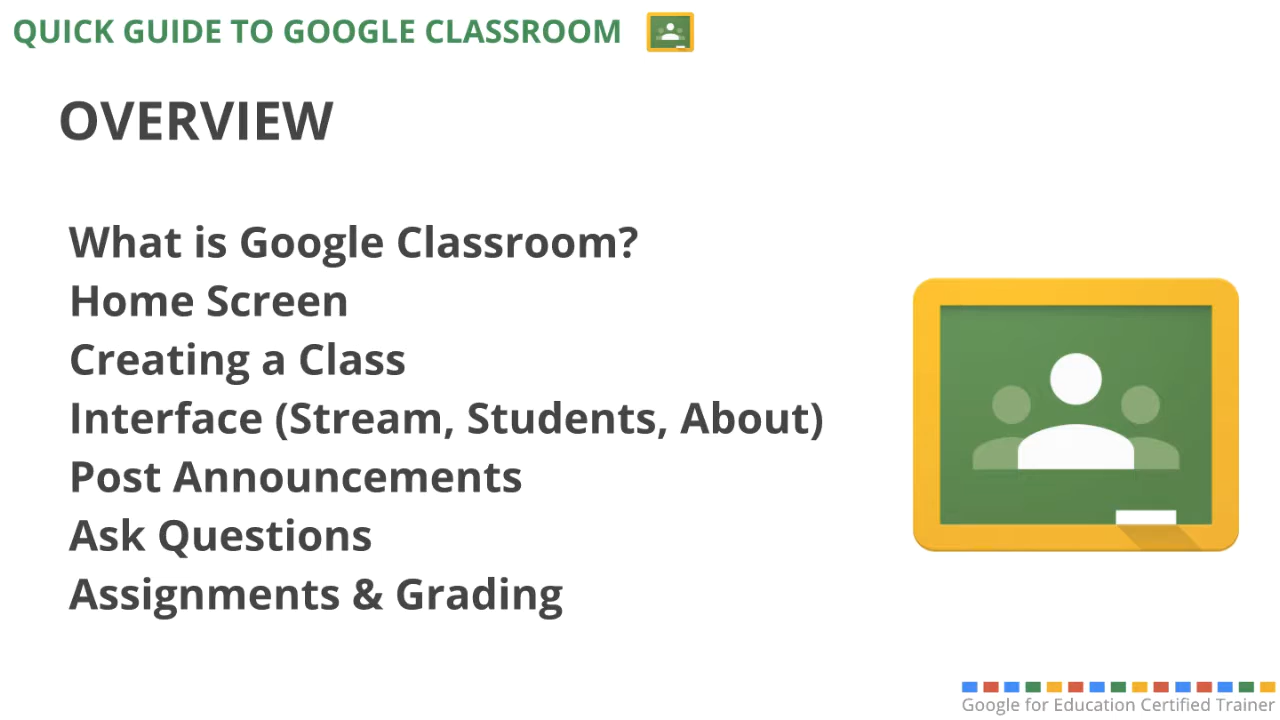 QUICK GUIDE TO GOOGLE CLASSROOM
OVERVIEW
What is Google Classroom?
Home Screen
Creating a Class
Interface (Stream, Students, About)
Post Announcements
Ask Questions
Assignments & Grading
Google for Education Certified Trainer